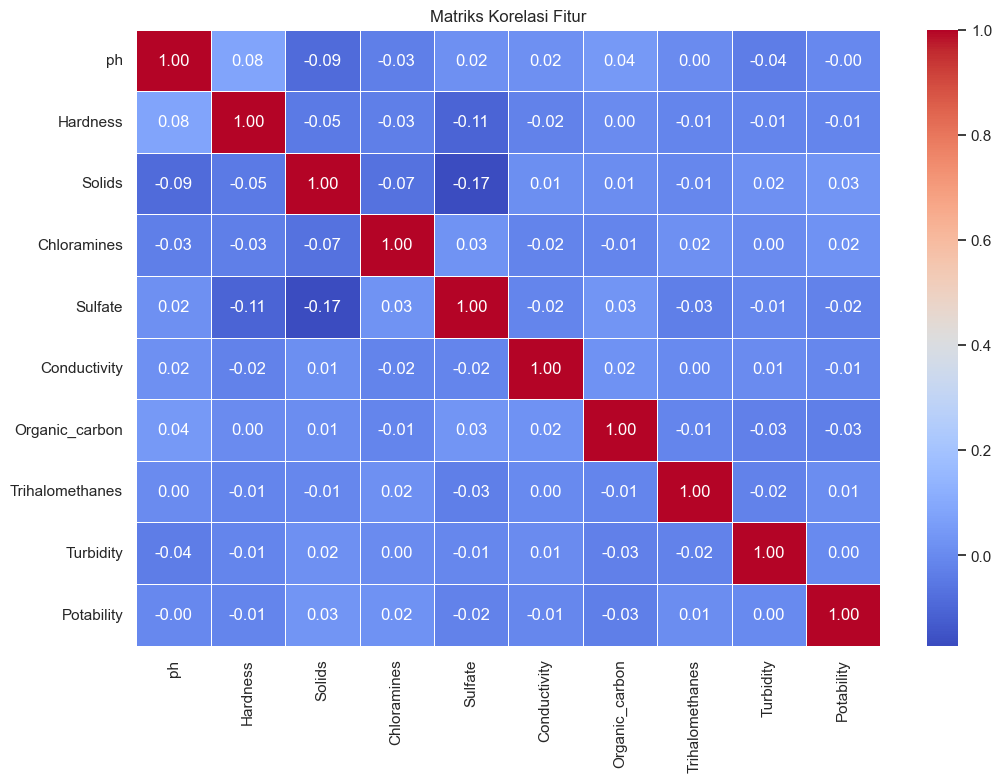 Matriks Korelasi Fitur
ph 1.00 0.08 -0.09 -0.03 0.02 0.02 0.04 0.00 -0.04 -0.00
Hardness 0.08 1.00 -0.05 -0.03 -0.11 -0.02 0.00 -0.01 -0.01 -0.01
Solids -0.09 -0.05 1.00 -0.07 -0.17 0.01 0.01 -0.01 0.02 0.03
Chloramines -0.03 -0.03 -0.07 1.00 0.03 -0.02 -0.01 0.02 0.00 0.02
Sulfate 0.02 -0.11 -0.17 0.03 1.00 -0.02 0.03 -0.03 -0.01 -0.02
Conductivity 0.02 -0.02 0.01 -0.02 -0.02 1.00 0.02 0.00 0.01 -0.01
Organic_carbon 0.04 0.00 0.01 -0.01 0.03 0.02 1.00 -0.01 -0.03 -0.03
Trihalomethanes 0.00 -0.01 -0.01 0.02 -0.03 0.00 -0.01 1.00 -0.02 0.01
Turbidity -0.04 -0.01 0.02 0.00 -0.01 0.01 -0.03 -0.02 1.00 0.00
Potability -0.00 -0.01 0.03 0.02 -0.02 -0.01 -0.03 0.01 0.00 1.00
ph
Hardness
Solids
Chloramines
Sulfate
Conductivity
Organic_carbon
Trihalomethanes
Turbidity
Potability
1.0
0.8
0.6
0.4
0.2
0.0